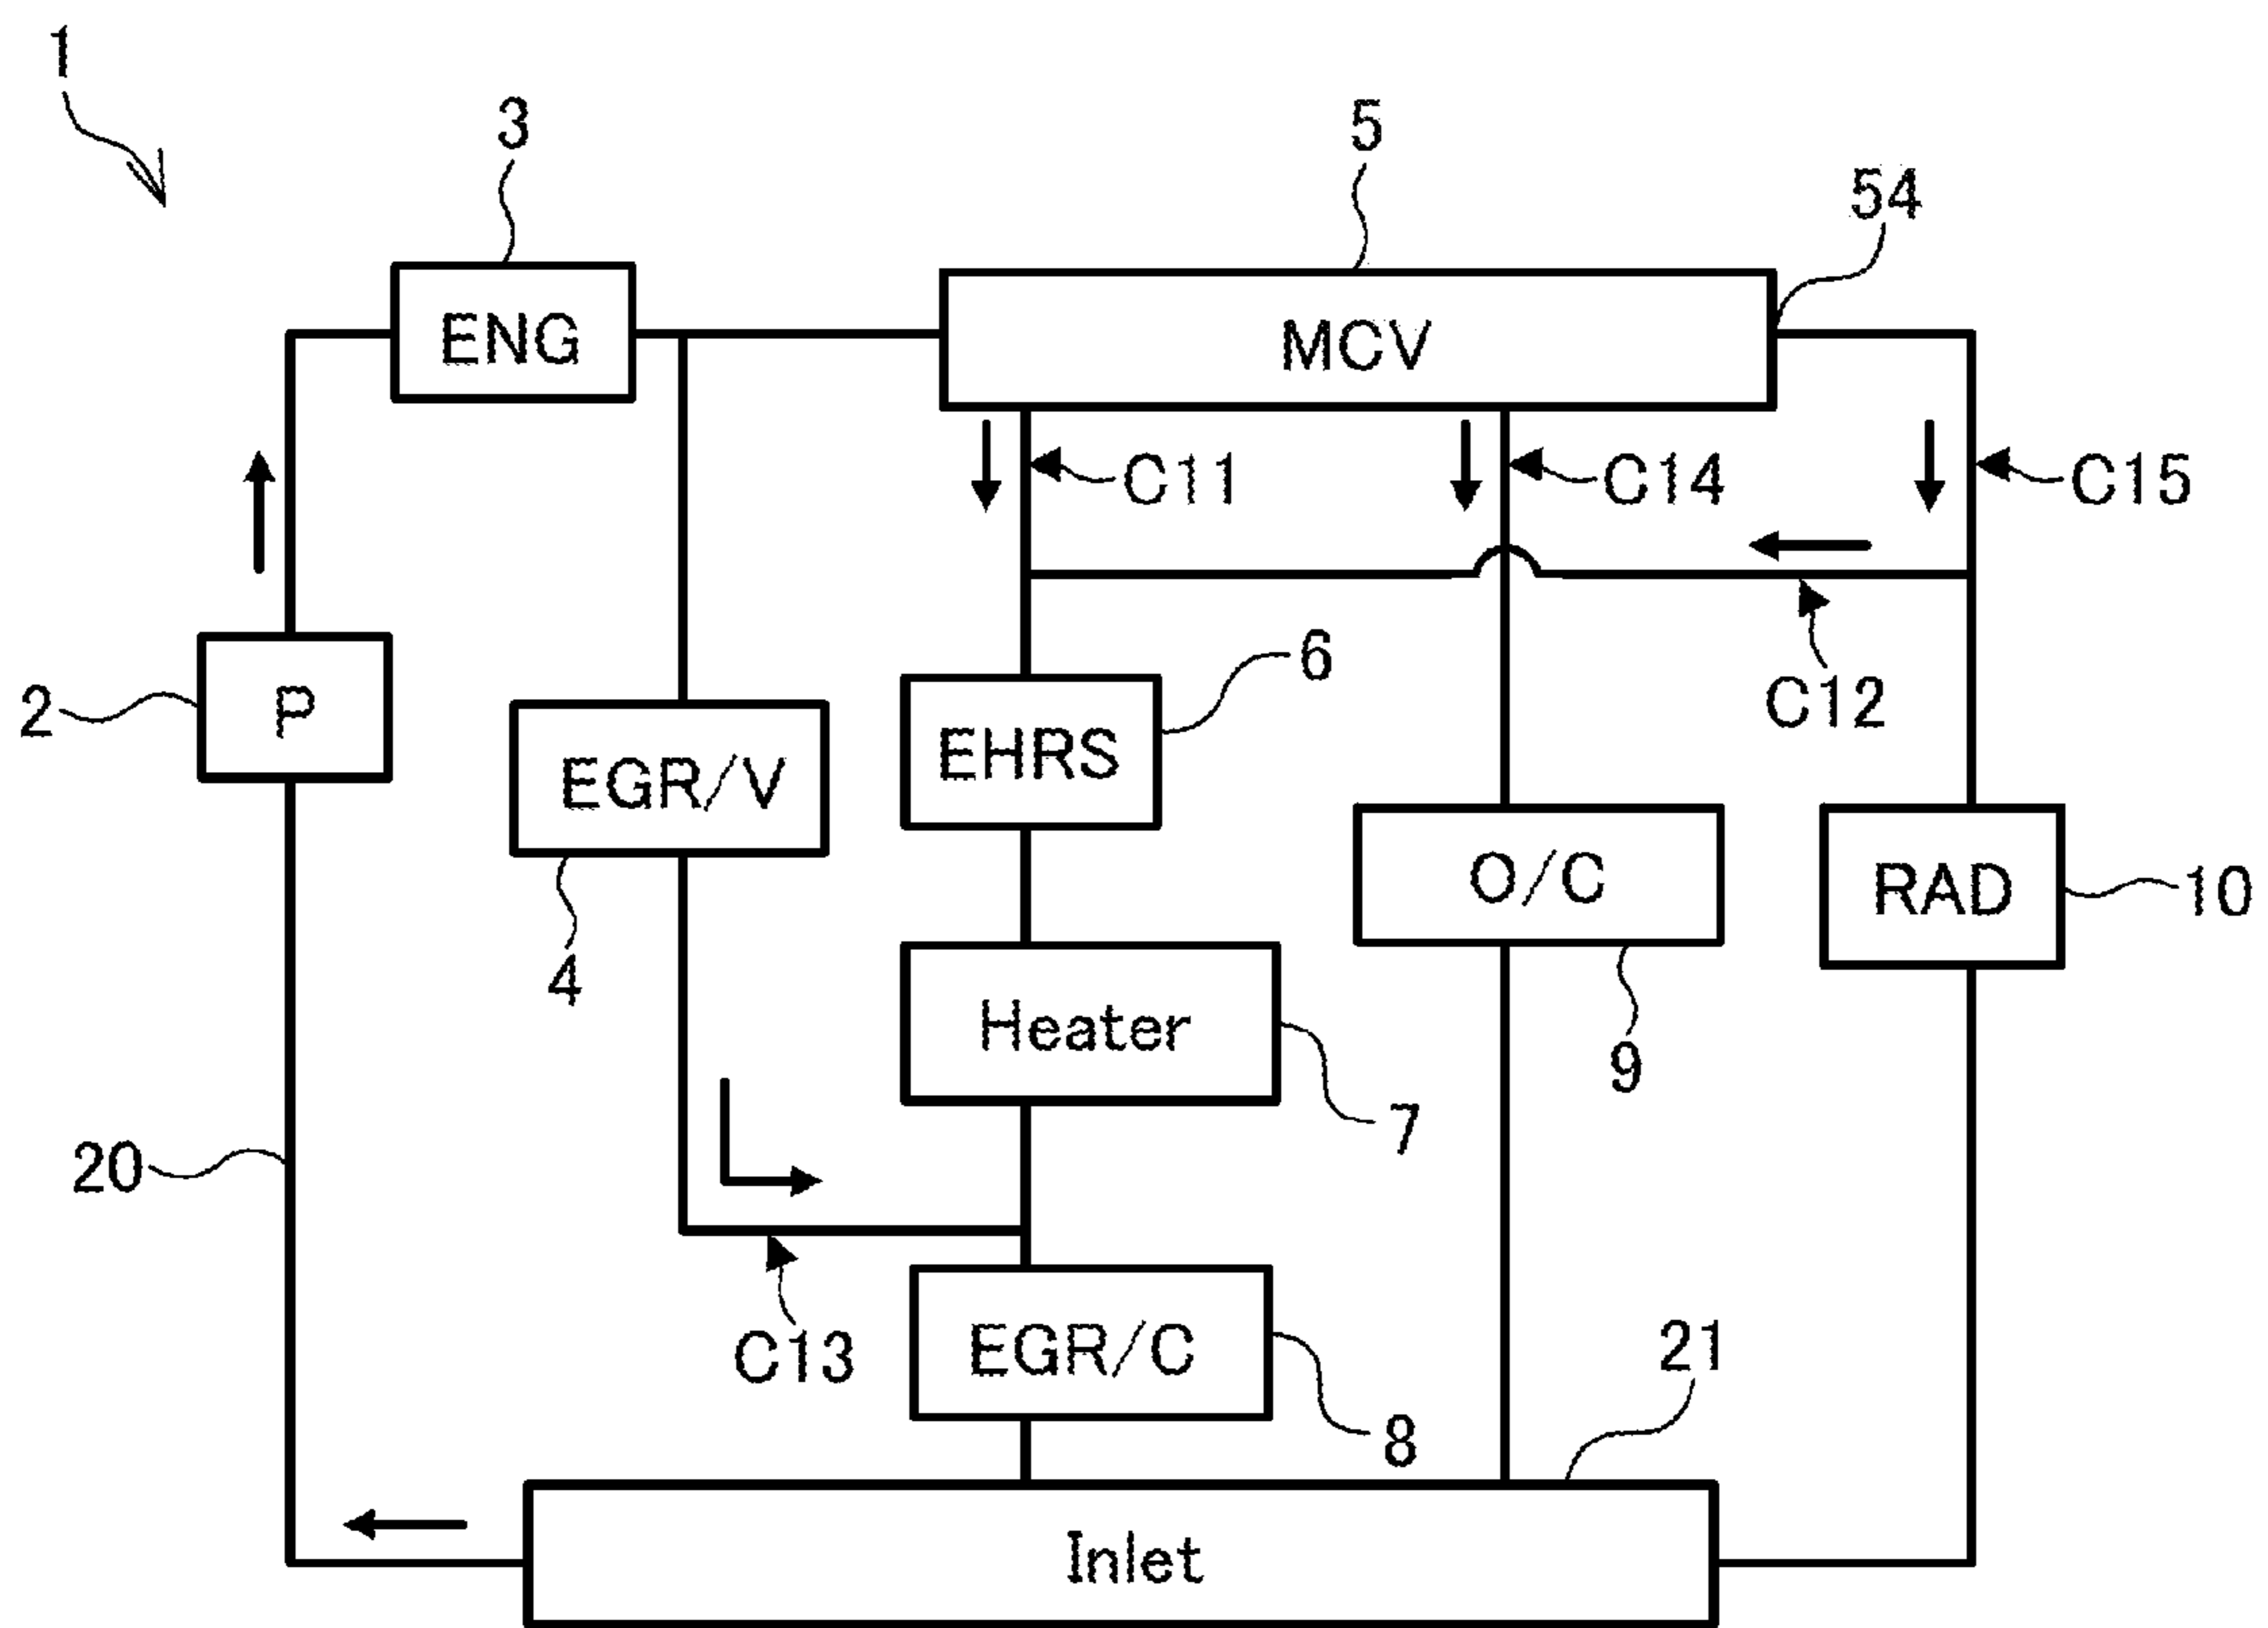 1
3
5
54
ENG
MCV
C11
C14
C15
6
2
P
C12
EHRS
EGR/V
O/C
RAD
10
4
Heater
9
7
20
C13
EGR/C
21
8
Inlet